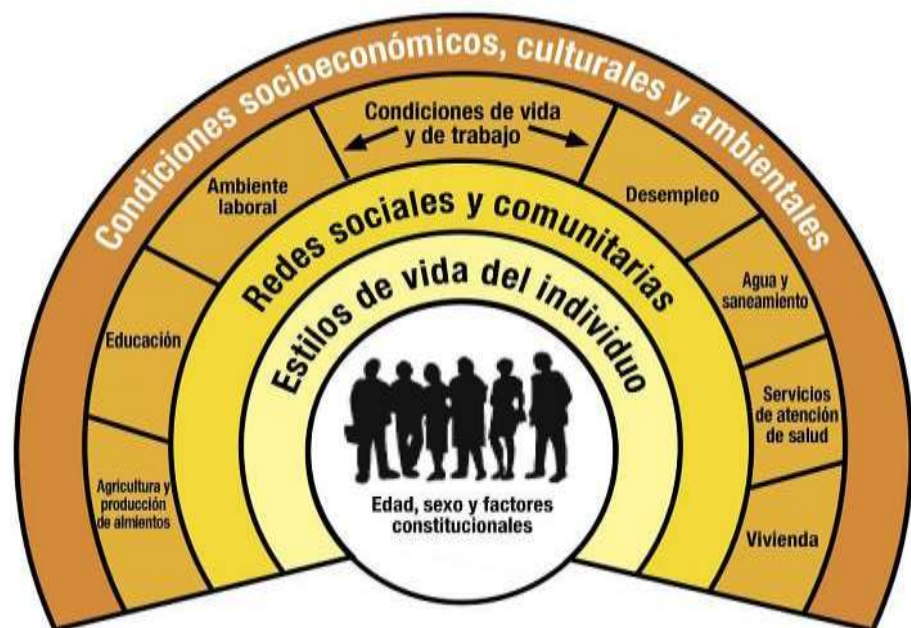 Condiciones socioeconómicos, culturales y ambientales
Condiciones de vida
y de trabajo
Ambiente
laboral
Desempleo
Educación
Agua y
saneamiento
Agricultura y
producción
de almientos
Servicios
de atención
de salud
Vivienda
Redes sociales y comunitarias
Estilos de vida del individuo
Edad, sexo y factores
constitucionales